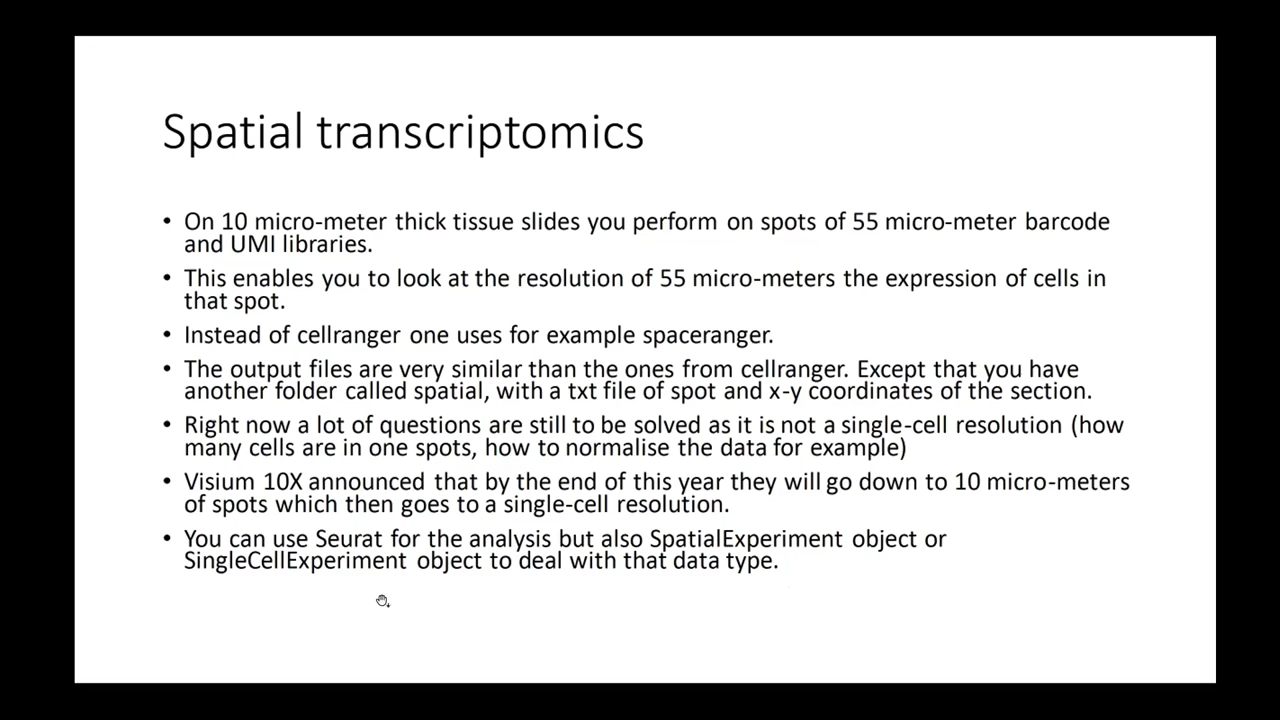 Spatial transcriptomics
• On 10 micro-meter thick tissue slides you perform on spots of 55 micro-meter barcode
and UMI libraries.
• This enables you to look at the resolution of 55 micro-meters the expression of cells in
that spot.
• Instead of cellranger one uses for example spaceranger.
• The output files are very similar than the ones from cellranger. Except that you have
another folder called spatial, with a txt file of spot and x-y coordinates of the section.
• Right now a lot of questions are still to be solved as it is not a single-cell resolution (how
many cells are in one spots, how to normalise the data for example)
• Visium 10X announced that by the end of this year they will go down to 10 micro-meters
of spots which then goes to a single-cell resolution.
• You can use Seurat for the analysis but also SpatialExperiment object or
SingleCellExperiment object to deal with that data type.